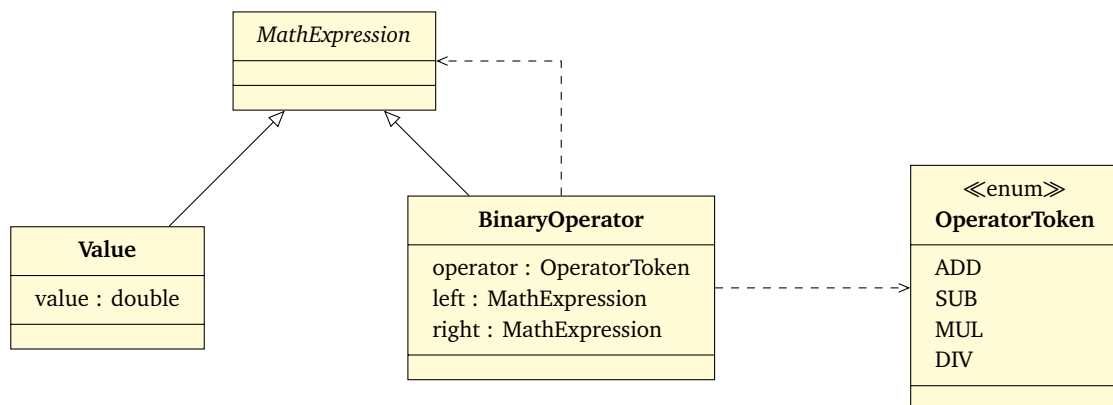 MathExpression
Value
value : double
BinaryOperator
operator : OperatorToken
left : MathExpression
right : MathExpression
≪enum≫
OperatorToken
ADD
SUB
MUL
DIV